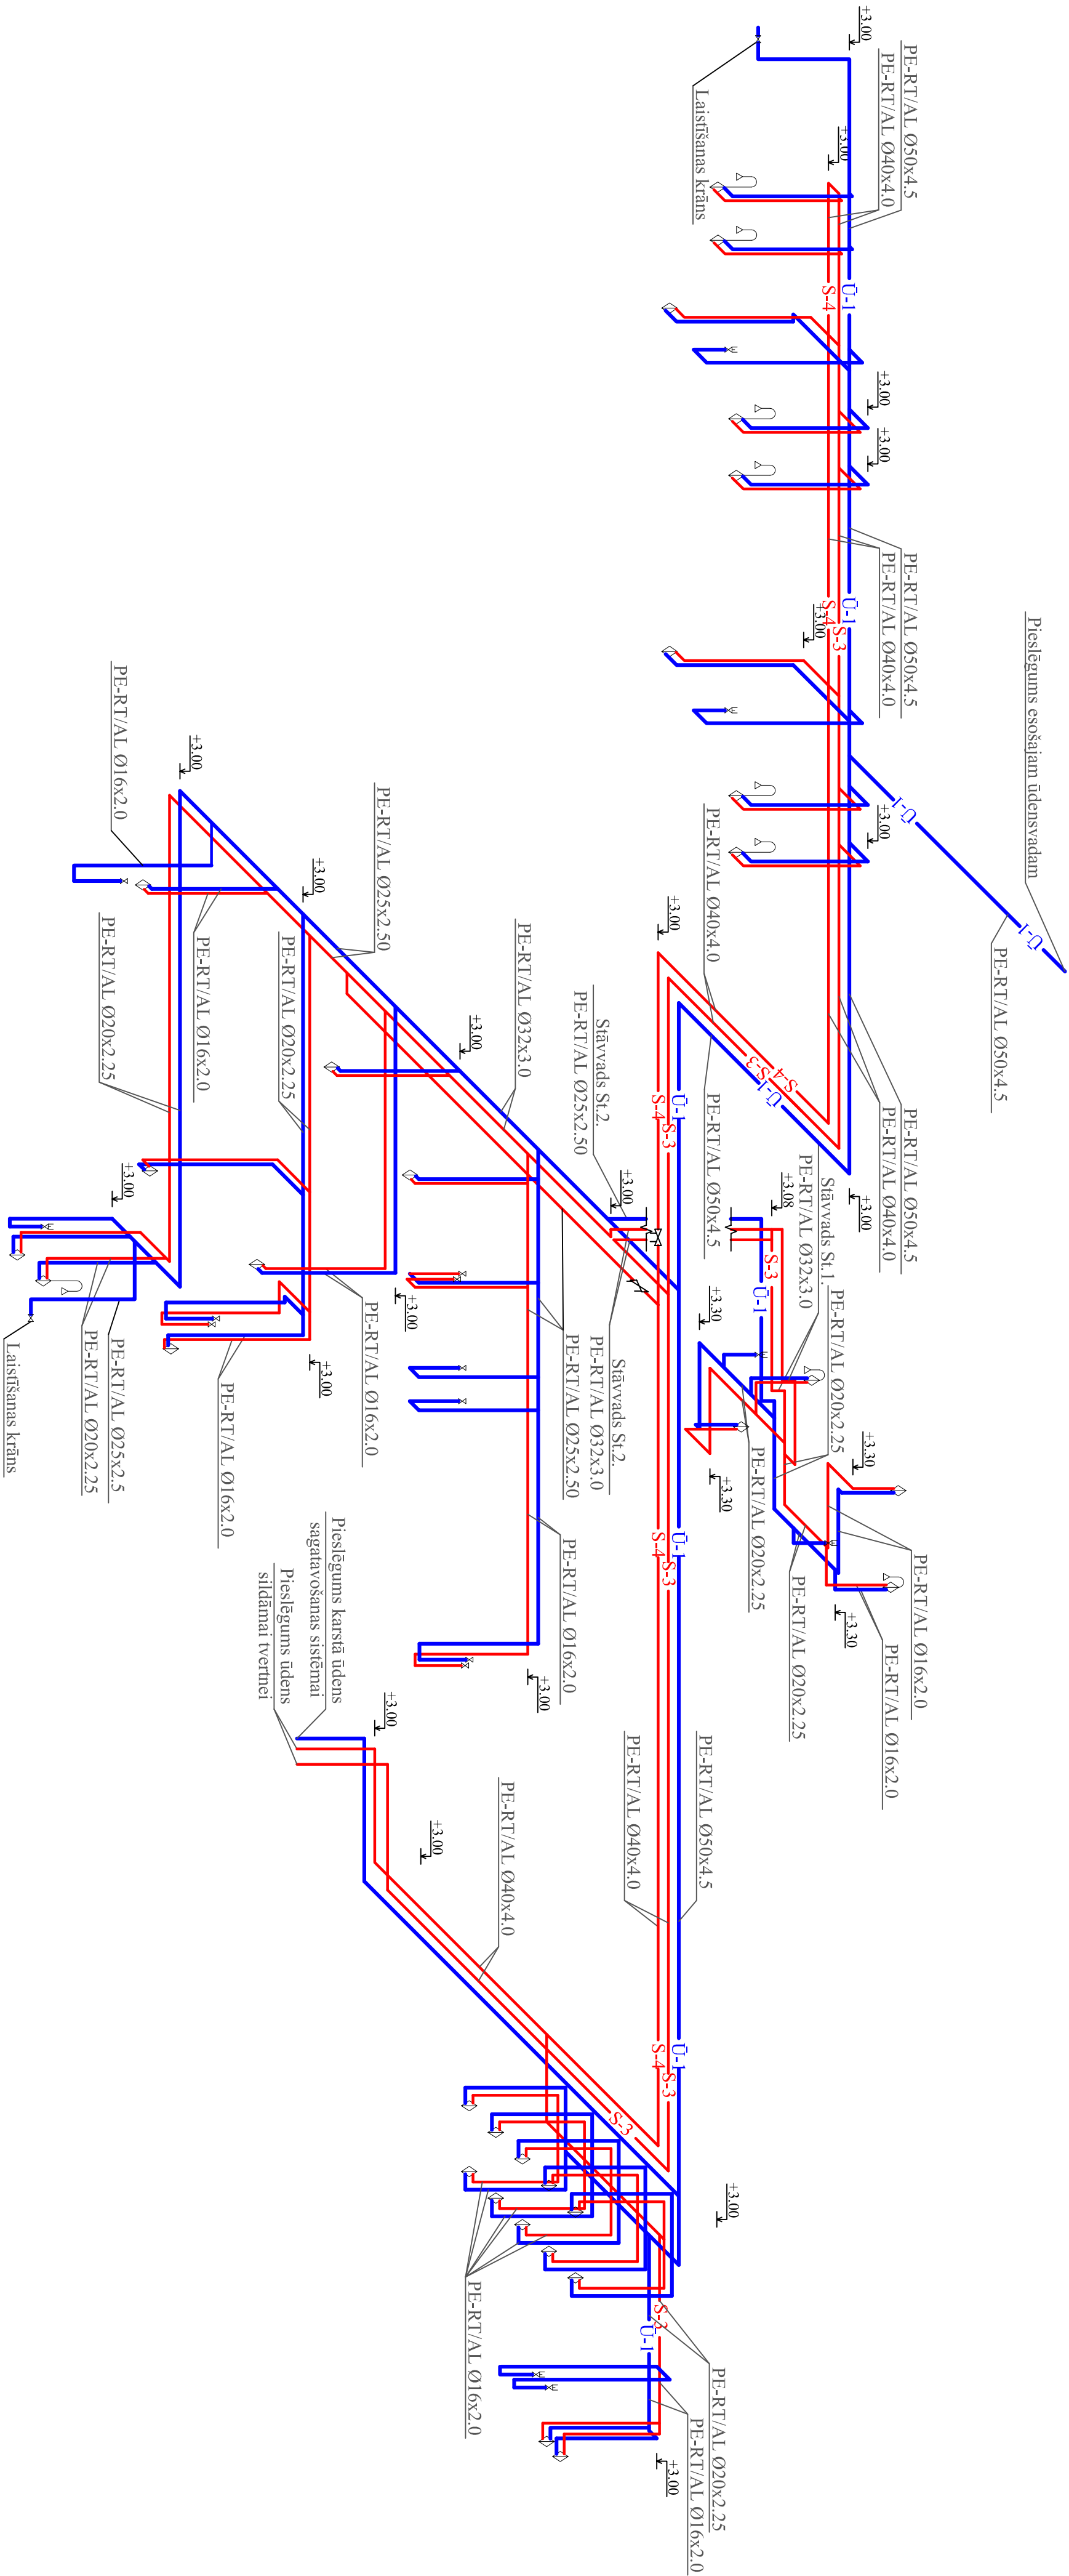 Pieslēgums esošajam ūdensvadam
Ū-1
Ū-1
PE-RT/AL Ø50x4.5
+3.00
PE-RT/AL Ø50x4.5
PE-RT/AL Ø40x4.0
+3.00
Laistīšanas krāns
Ū-1
S-4
+3.00
+3.00
PE-RT/AL Ø50x4.5
PE-RT/AL Ø40x4.0
Ū-1
S-3
S-4
+3.00
+3.00
PE-RT/AL Ø50x4.5
PE-RT/AL Ø40x4.0
+3.00
PE-RT/AL Ø40x4.0
PE-RT/AL Ø50x4.5
+3.00
S-3
S-4
Ū-1
Ū-1
S-3
S-4
Stāvvads St.1.
PE-RT/AL Ø32x3.0
+3.08
S-3
Ū-1
PE-RT/AL Ø20x2.25
+3.30
+3.30
PE-RT/AL Ø20x2.25
+3.30
PE-RT/AL Ø16x2.0
PE-RT/AL Ø16x2.0
+3.30
PE-RT/AL Ø20x2.25
Stāvvads St.2.
PE-RT/AL Ø25x2.50
+3.00
Stāvvads St.2.
PE-RT/AL Ø32x3.0
PE-RT/AL Ø32x3.0
+3.00
PE-RT/AL Ø25x2.50
PE-RT/AL Ø16x2.0
+3.00
PE-RT/AL Ø25x2.50
+3.00
+3.00
PE-RT/AL Ø16x2.0
PE-RT/AL Ø16x2.0
PE-RT/AL Ø20x2.25
PE-RT/AL Ø20x2.25
+3.00
PE-RT/AL Ø16x2.0
+3.00
PE-RT/AL Ø16x2.0
+3.00
PE-RT/AL Ø25x2.5
PE-RT/AL Ø20x2.25
Laistīšanas krāns
Ū-1
S-3
S-4
PE-RT/AL Ø50x4.5
PE-RT/AL Ø40x4.0
Pieslēgums karstā ūdens
sagatavošanas sistēmai
Pieslēgums ūdens
sildāmai tvertnei
+3.00
+3.00
PE-RT/AL Ø40x4.0
Ū-1
S-3
S-4
S-3
+3.00
PE-RT/AL Ø16x2.0
S-3
Ū-1
PE-RT/AL Ø20x2.25
PE-RT/AL Ø16x2.0
+3.00